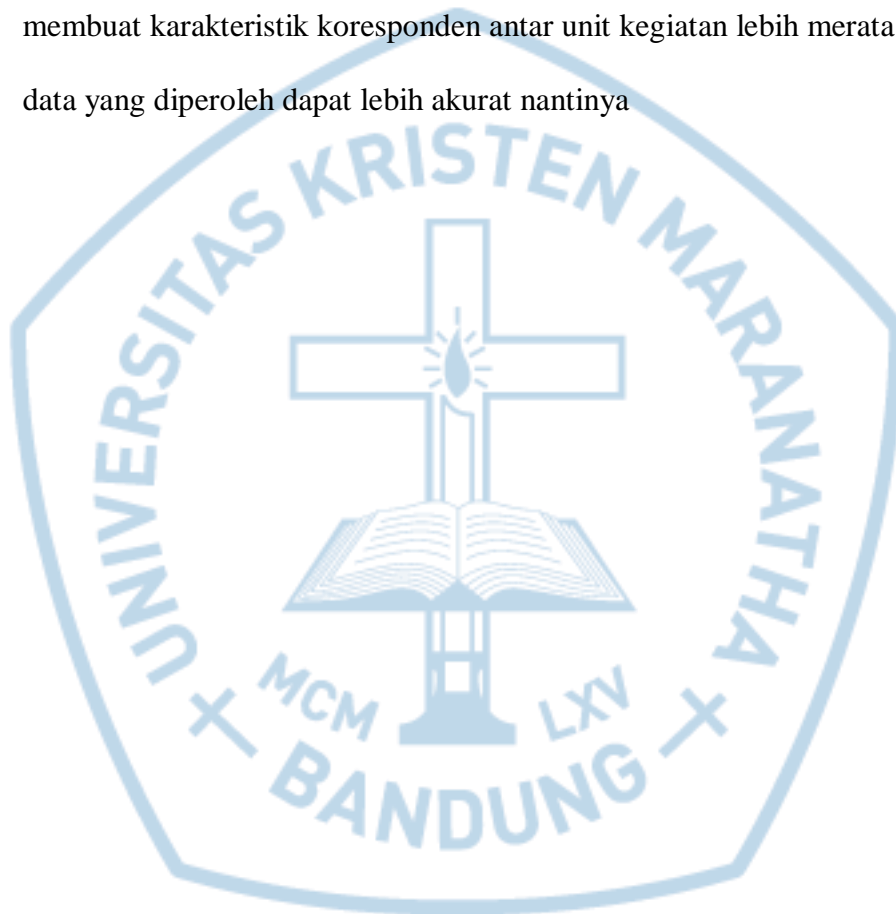 membuat karakteristik koresponden antar unit kegiatan lebih merata
data yang diperoleh dapat lebih akurat nantinya
UNIVERSITAS KRISTEN MARANATHA
MCM LXV
BANDUNG